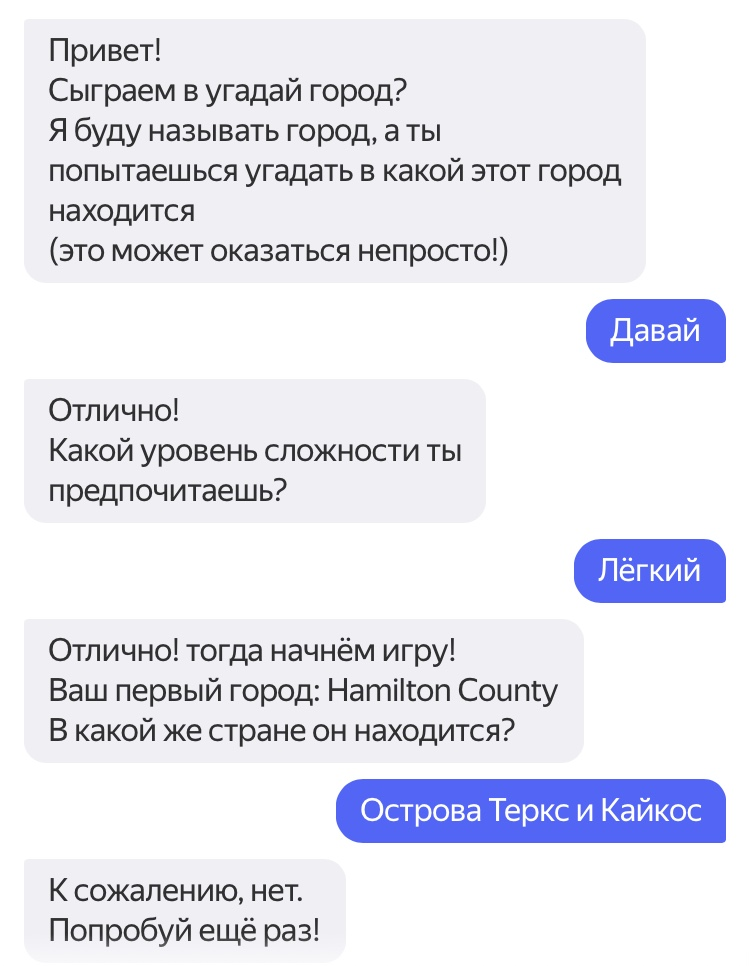 Привет!
Сыграем в угадай город?
Я буду называть город, а ты
попытаешься угадать в какой этот город
находится
(это может оказаться непросто!)
Давай
Отлично!
Какой уровень сложности ты
предпочитаешь?
Лёгкий
Отлично! тогда начнём игру!
Ваш первый город: Hamilton County
В какой же стране он находится?
Острова Теркс и Кайкос
К сожалению, нет.
Попробуй ещё раз!